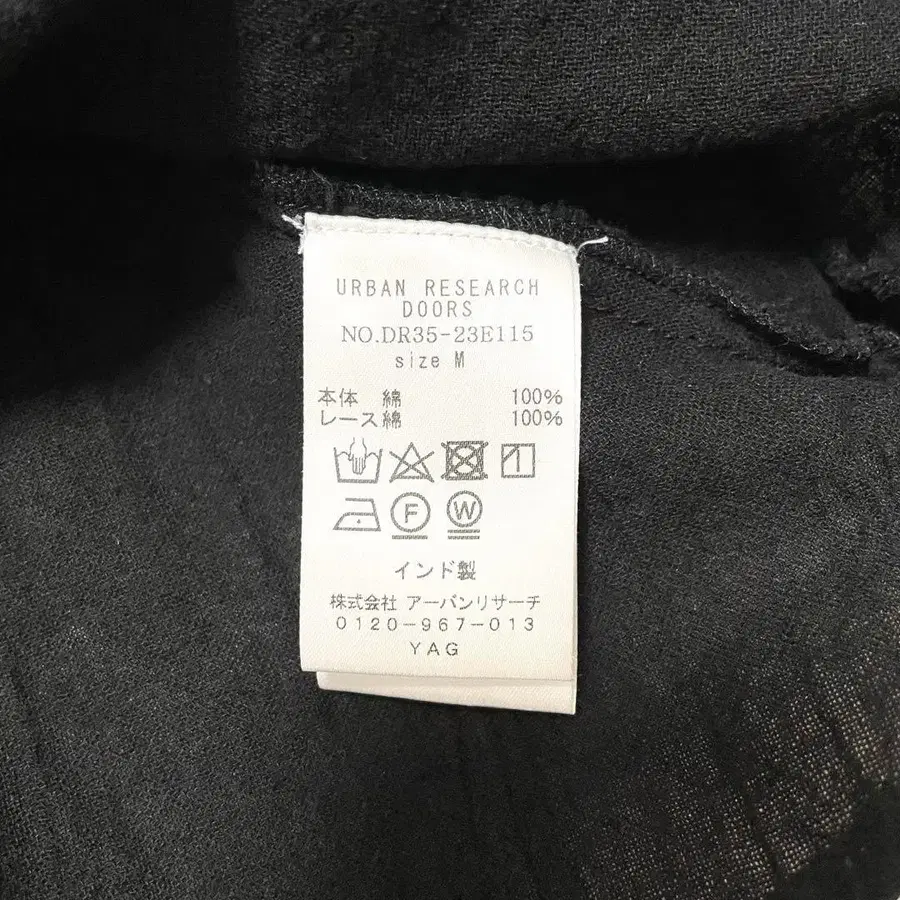 URBAN RESEARCH
DOORS
NO.DR35-23E115
size M
本体 綿 100%
レース綿 100%
F W
インド製
株式会社 アーバンリサーチ
0120-967-013
YAG